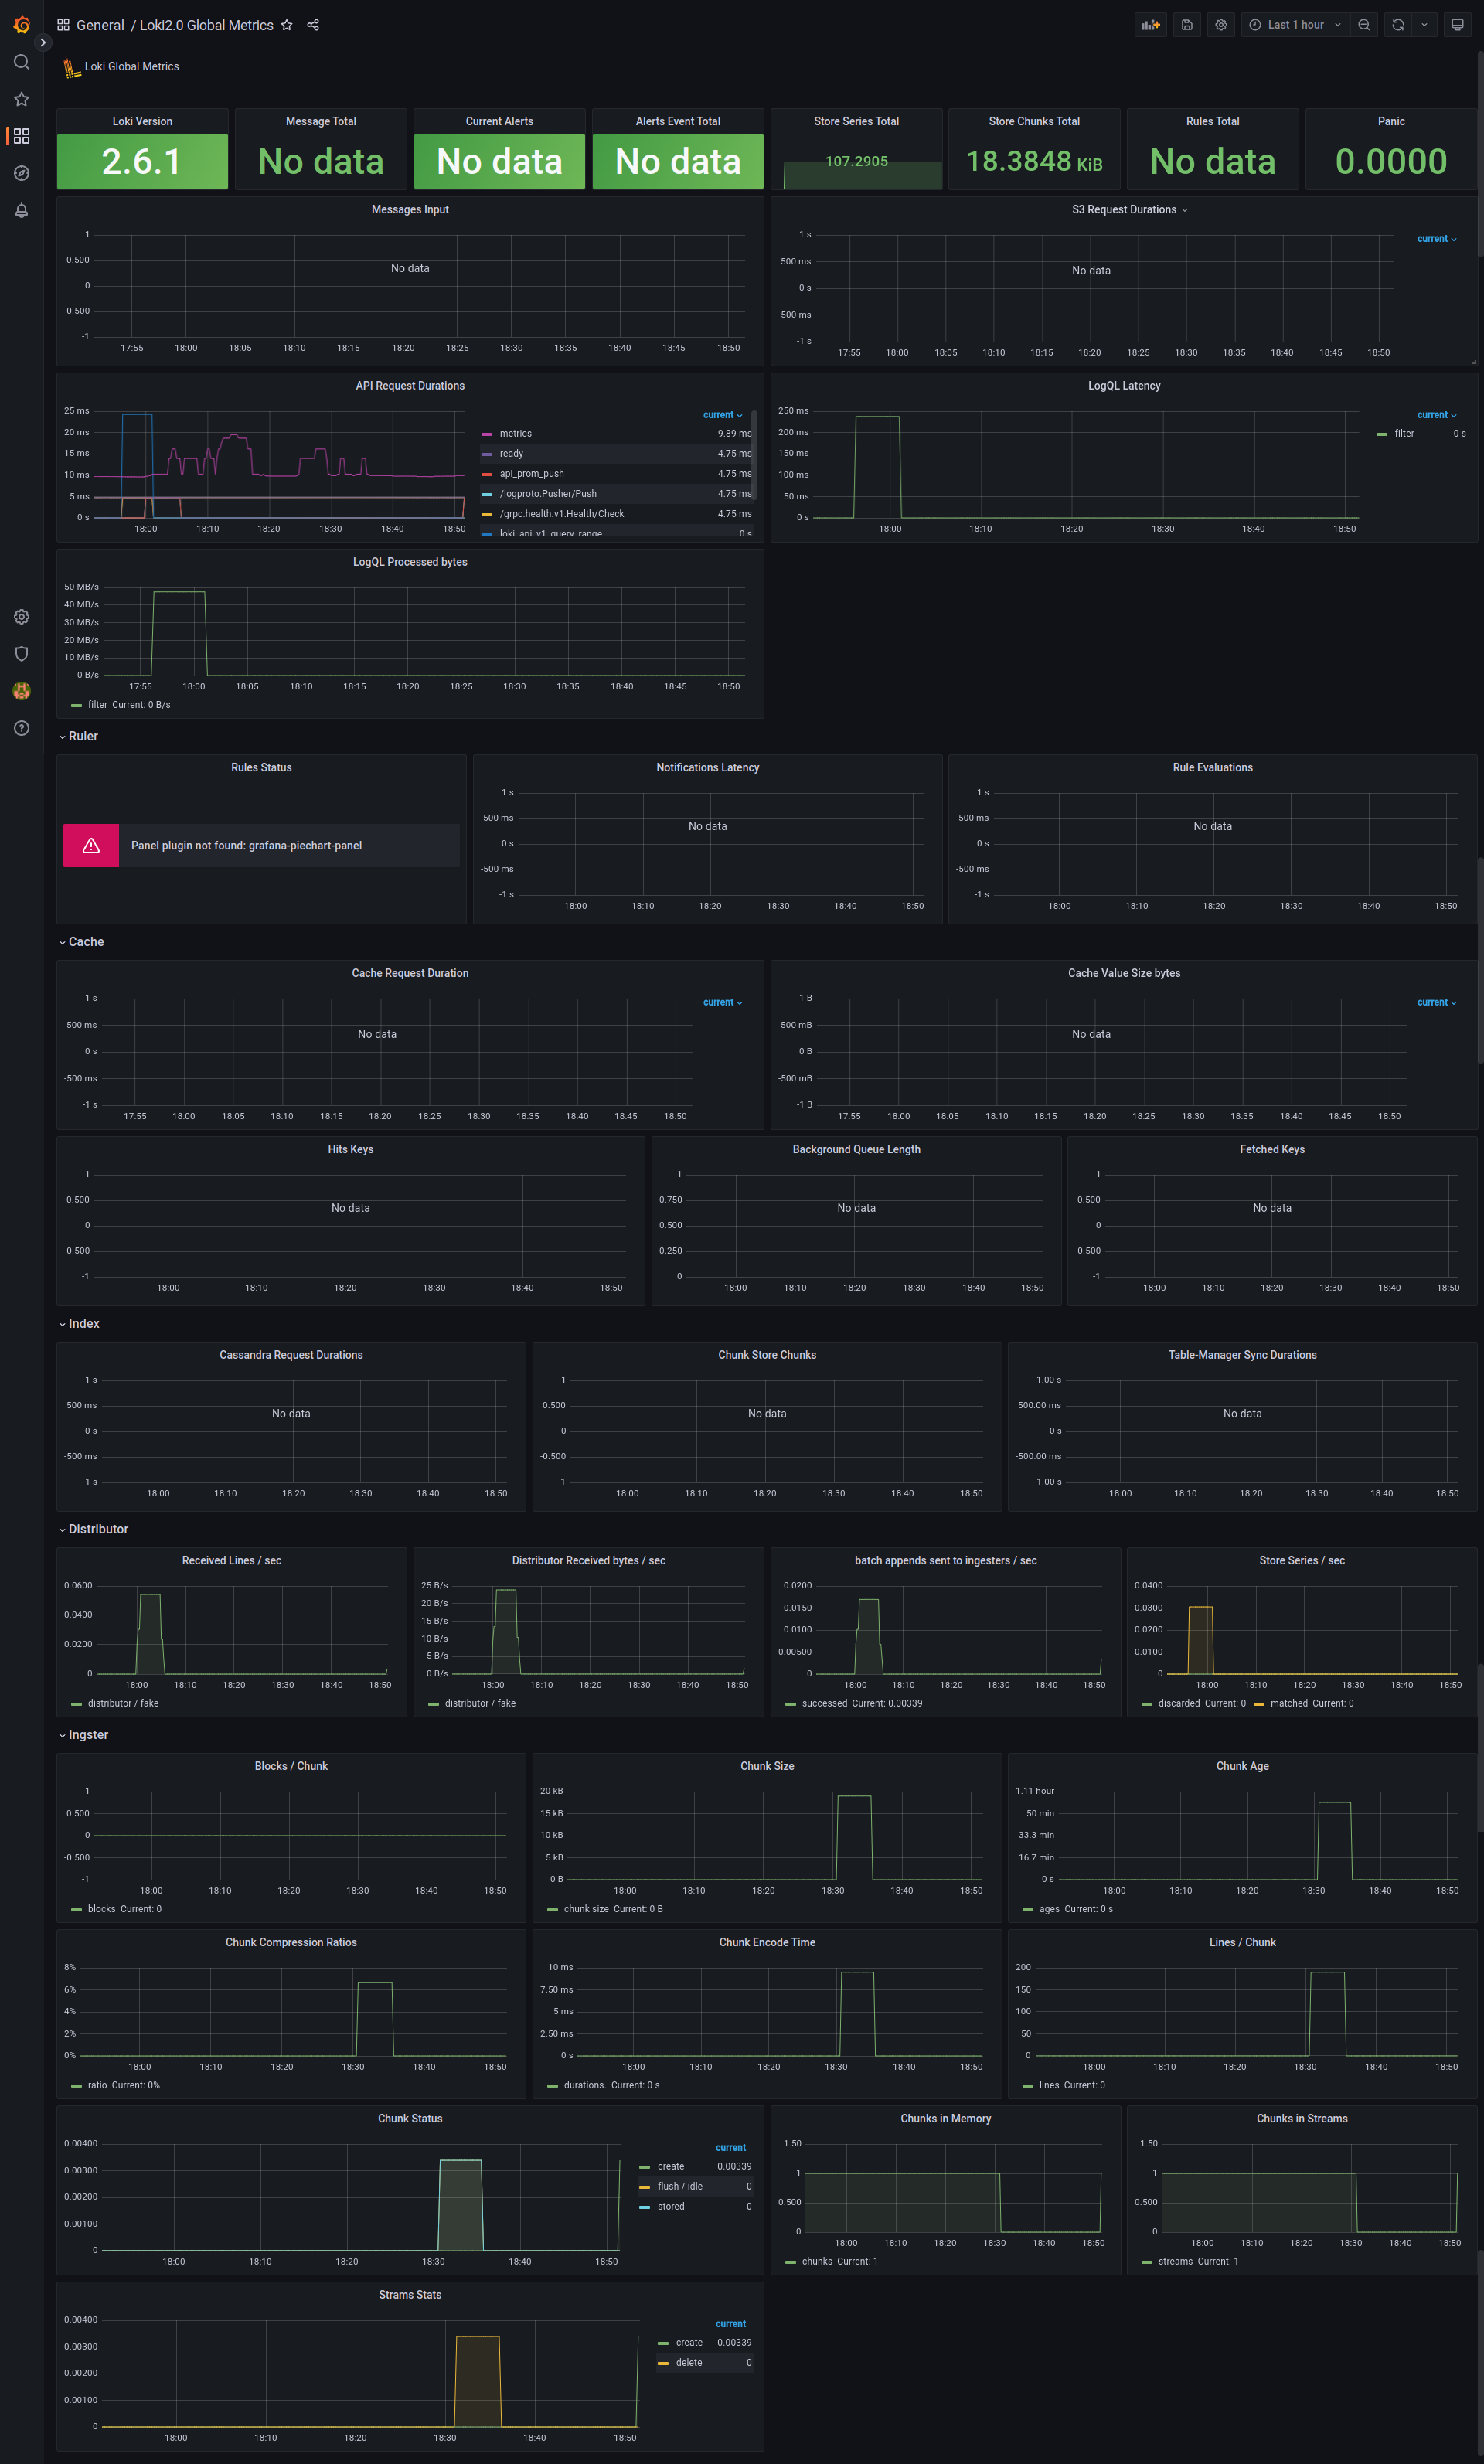 General / Loki2.0 Global Metrics
Last 1 hour
Loki Global Metrics
Loki Version
2.6.1
Message Total
No data
Current Alerts
No data
Alerts Event Total
No data
Store Series Total
107.2905
Store Chunks Total
18.3848 KiB
Rules Total
No data
Panic
0.0000
Messages Input
1
0.500
0
-0.500
-1
No data
17:55 18:00 18:05 18:10 18:15 18:20 18:25 18:30 18:35 18:40 18:45 18:50
S3 Request Durations
1 s
500 ms
0 s
-500 ms
-1 s
No data
17:55 18:00 18:05 18:10 18:15 18:20 18:25 18:30 18:35 18:40 18:45 18:50
current
API Request Durations
25 ms
20 ms
15 ms
10 ms
5 ms
0 s
18:00 18:10 18:20 18:30 18:40 18:50
current
metrics 9.89 ms
ready 4.75 ms
api_prom_push 4.75 ms
/logproto.Pusher/Push 4.75 ms
/grpc.health.v1.Health/Check 4.75 ms
loki_api_v1_query_range 0 s
LogQL Latency
250 ms
200 ms
150 ms
100 ms
50 ms
0 s
18:00 18:10 18:20 18:30 18:40 18:50
current
filter 0 s
LogQL Processed bytes
50 MB/s
40 MB/s
30 MB/s
20 MB/s
10 MB/s
0 B/s
17:55 18:00 18:05 18:10 18:15 18:20 18:25 18:30 18:35 18:40 18:45 18:50
filter Current: 0 B/s
Ruler
Rules Status
Panel plugin not found: grafana-piechart-panel
Notifications Latency
1 s
500 ms
0 s
-500 ms
-1 s
No data
18:00 18:10 18:20 18:30 18:40 18:50
Rule Evaluations
1 s
500 ms
0 s
-500 ms
-1 s
No data
18:00 18:10 18:20 18:30 18:40 18:50
Cache
Cache Request Duration
1 s
500 ms
0 s
-500 ms
-1 s
No data
17:55 18:00 18:05 18:10 18:15 18:20 18:25 18:30 18:35 18:40 18:45 18:50
current
Cache Value Size bytes
1 B
500 mB
0 B
-500 mB
-1 B
No data
17:55 18:00 18:05 18:10 18:15 18:20 18:25 18:30 18:35 18:40 18:45 18:50
current
Hits Keys
1
0.500
0
-0.500
-1
No data
18:00 18:10 18:20 18:30 18:40 18:50
Background Queue Length
1
0.750
0.500
0.250
0
No data
18:00 18:10 18:20 18:30 18:40 18:50
Fetched Keys
1
0.500
0
-0.500
-1
No data
18:00 18:10 18:20 18:30 18:40 18:50
Index
Cassandra Request Durations
1 s
500 ms
0 s
-500 ms
-1 s
No data
18:00 18:10 18:20 18:30 18:40 18:50
Chunk Store Chunks
1
0.500
0
-0.500
-1
No data
18:00 18:10 18:20 18:30 18:40 18:50
Table-Manager Sync Durations
1.00 s
500.00 ms
0 s
-500.00 ms
-1.00 s
No data
18:00 18:10 18:20 18:30 18:40 18:50
Distributor
Received Lines / sec
0.0600
0.0400
0.0200
0
18:00 18:10 18:20 18:30 18:40 18:50
distributor / fake
Distributor Received bytes / sec
25 B/s
20 B/s
15 B/s
10 B/s
5 B/s
0 B/s
18:00 18:10 18:20 18:30 18:40 18:50
distributor / fake
batch appends sent to ingesters / sec
0.0200
0.0150
0.0100
0.00500
0
18:00 18:10 18:20 18:30 18:40 18:50
successed Current: 0.00339
Store Series / sec
0.0400
0.0300
0.0200
0.0100
0
18:00 18:10 18:20 18:30 18:40 18:50
discarded Current: 0 matched Current: 0
Ingster
Blocks / Chunk
1
0.500
0
-0.500
-1
18:00 18:10 18:20 18:30 18:40 18:50
blocks Current: 0
Chunk Size
20 kB
15 kB
10 kB
5 kB
0 B
18:00 18:10 18:20 18:30 18:40 18:50
chunk size Current: 0 B
Chunk Age
1.11 hour
50 min
33.3 min
16.7 min
0 s
18:00 18:10 18:20 18:30 18:40 18:50
ages Current: 0 s
Chunk Compression Ratios
8%
6%
4%
2%
0%
18:00 18:10 18:20 18:30 18:40 18:50
ratio Current: 0%
Chunk Encode Time
10 ms
7.50 ms
5 ms
2.50 ms
0 s
18:00 18:10 18:20 18:30 18:40 18:50
durations. Current: 0 s
Lines / Chunk
200
150
100
50
0
18:00 18:10 18:20 18:30 18:40 18:50
lines Current: 0
Chunk Status
0.00400
0.00300
0.00200
0.00100
0
18:00 18:10 18:20 18:30 18:40 18:50
current
create 0.00339
flush / idle 0
stored 0
Chunks in Memory
1.50
1
0.500
0
18:00 18:10 18:20 18:30 18:40 18:50
chunks Current: 1
Chunks in Streams
1.50
1
0.500
0
18:00 18:10 18:20 18:30 18:40 18:50
streams Current: 1
Strams Stats
0.00400
0.00300
0.00200
0.00100
0
18:00 18:10 18:20 18:30 18:40 18:50
current
create 0.00339
delete 0